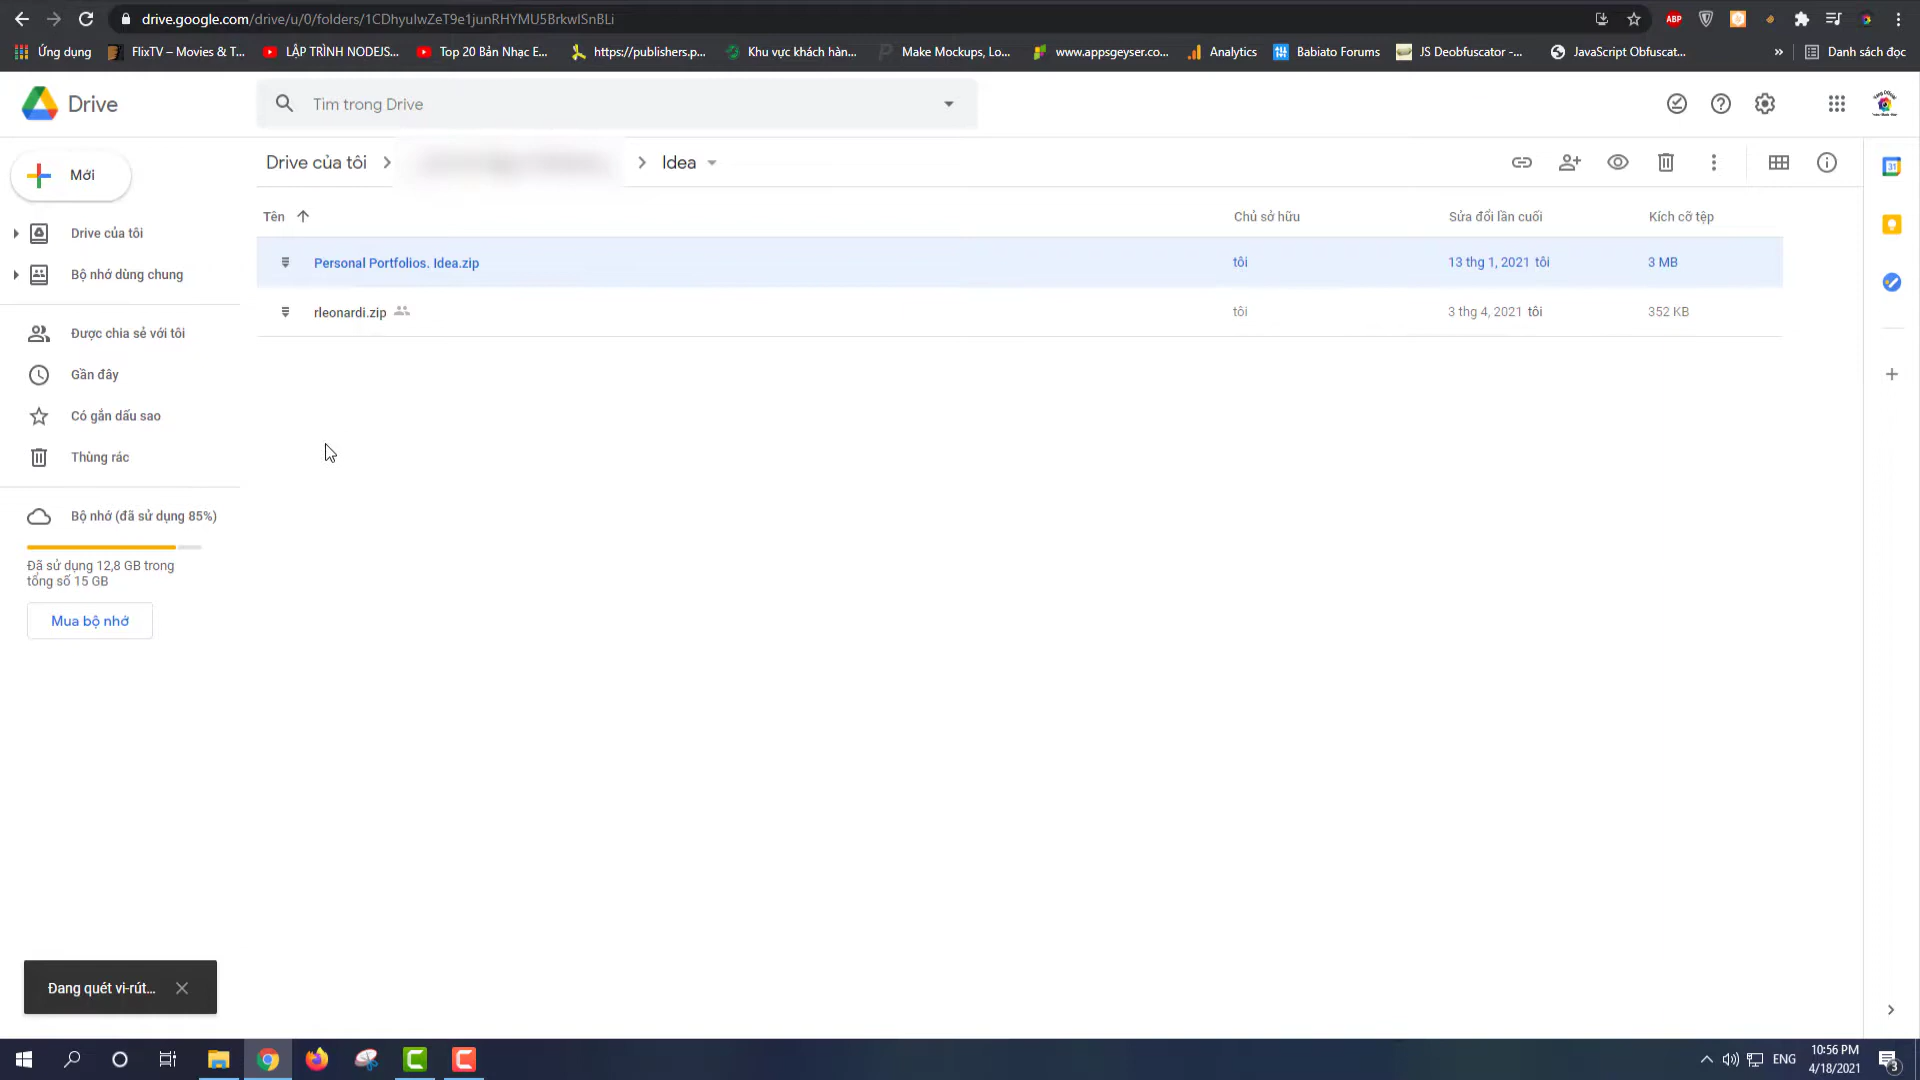 drive.google.com/drive/u/0/folders/1CDhyulwZeT9e1junRHYMU5BrkwlSnBLi
ABP
Ứng dụng
FlixTV – Movies & T...
LẬP TRÌNH NODEJS...
Top 20 Bản Nhạc E...
https://publishers.p...
Khu vực khách hàn...
Make Mockups, Lo...
www.appsgeyser.co...
Analytics
Babiato Forums
JS Deobfuscator -...
JavaScript Obfuscat...
»
Danh sách đọc
Drive
Tìm trong Drive
Mới
Drive của tôi
Idea
31
Tên
Chủ sở hữu
Sửa đổi lần cuối
Kích cỡ tệp
Drive của tôi
Personal Portfolios. Idea.zip
tôi
13 thg 1, 2021 tôi
3 MB
Bộ nhớ dùng chung
rleonardi.zip
tôi
3 thg 4, 2021 tôi
352 KB
Được chia sẻ với tôi
Gần đây
Có gắn dấu sao
Thùng rác
Bộ nhớ (đã sử dụng 85%)
Đã sử dụng 12,8 GB trong
tổng số 15 GB
Mua bộ nhớ
Đang quét vi-rút...
ENG
10:56 PM
4/18/2021
3